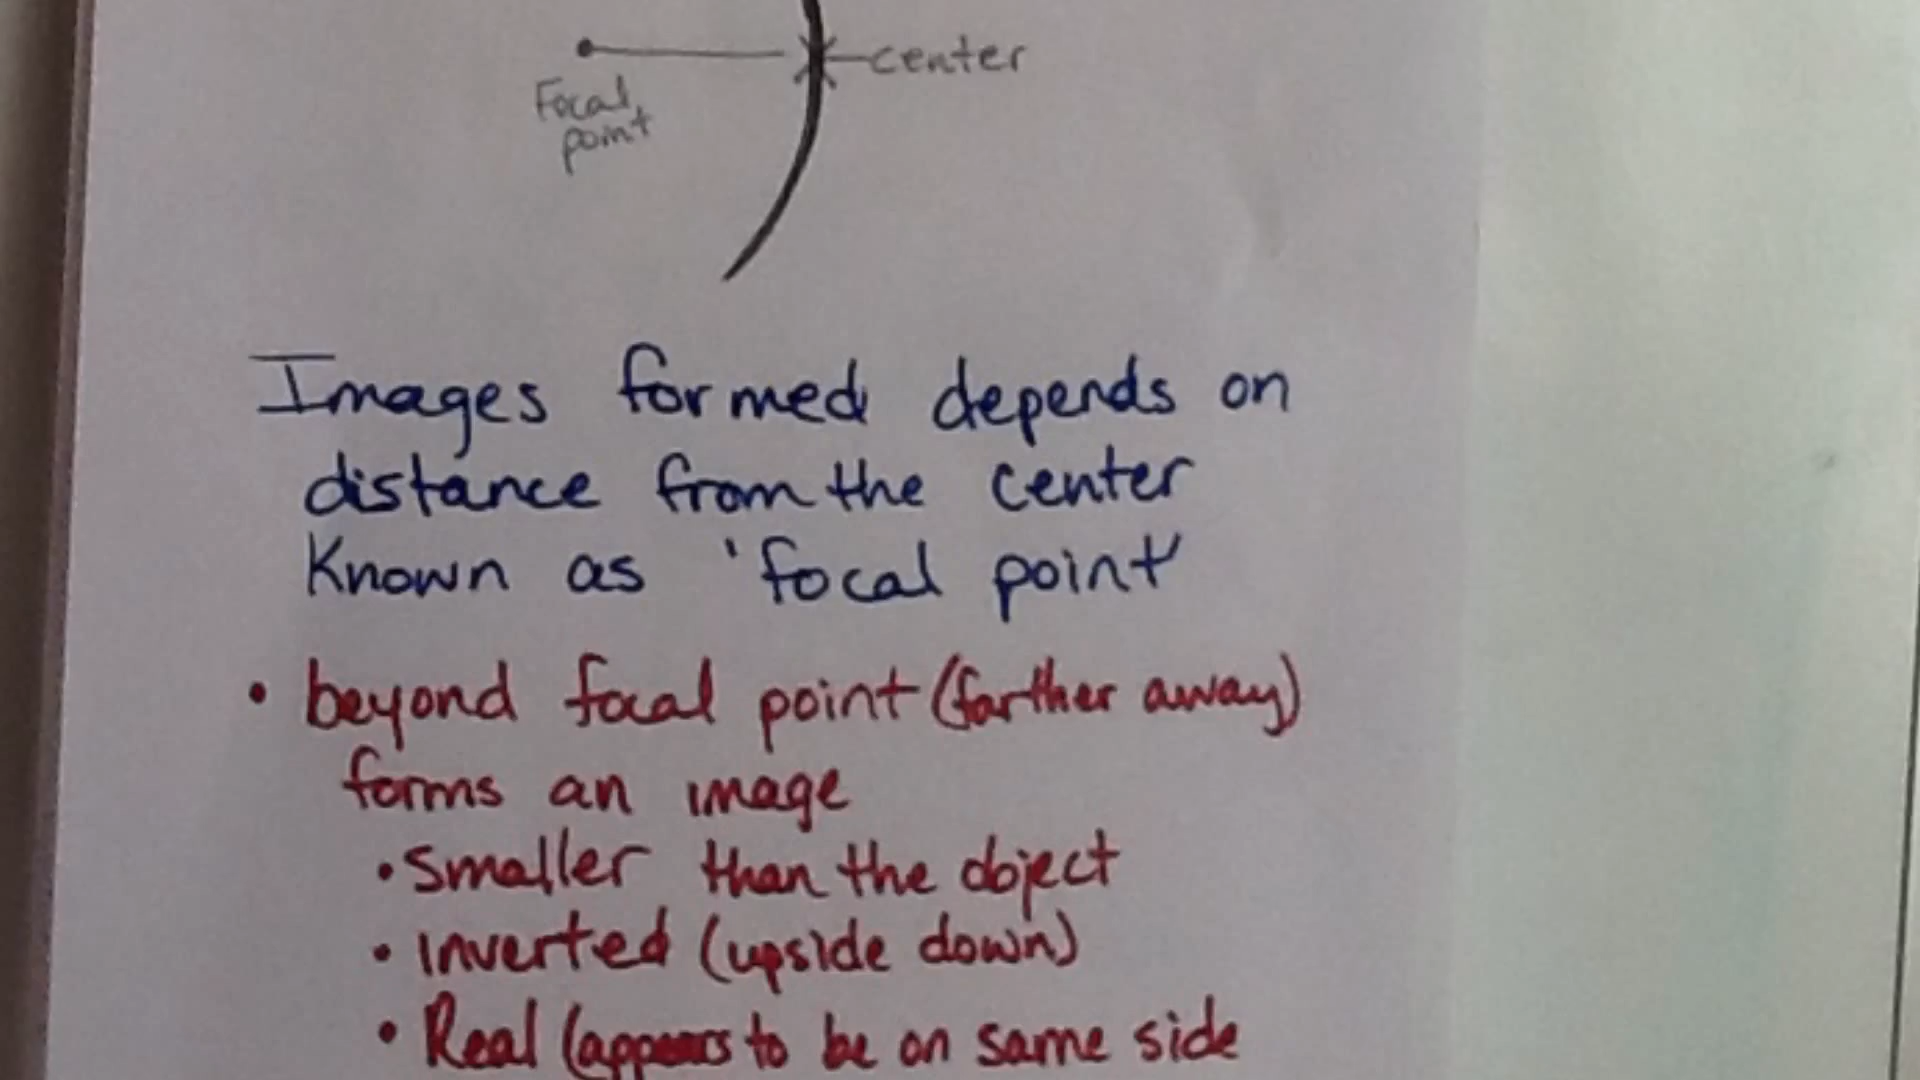 center
Focal
point
Images formed depends on
distance from the center
Known as 'focal point'
• beyond focal point (farther away)
forms an image
• smaller than the object
• inverted (upside down)
• Real (appears to be on same side